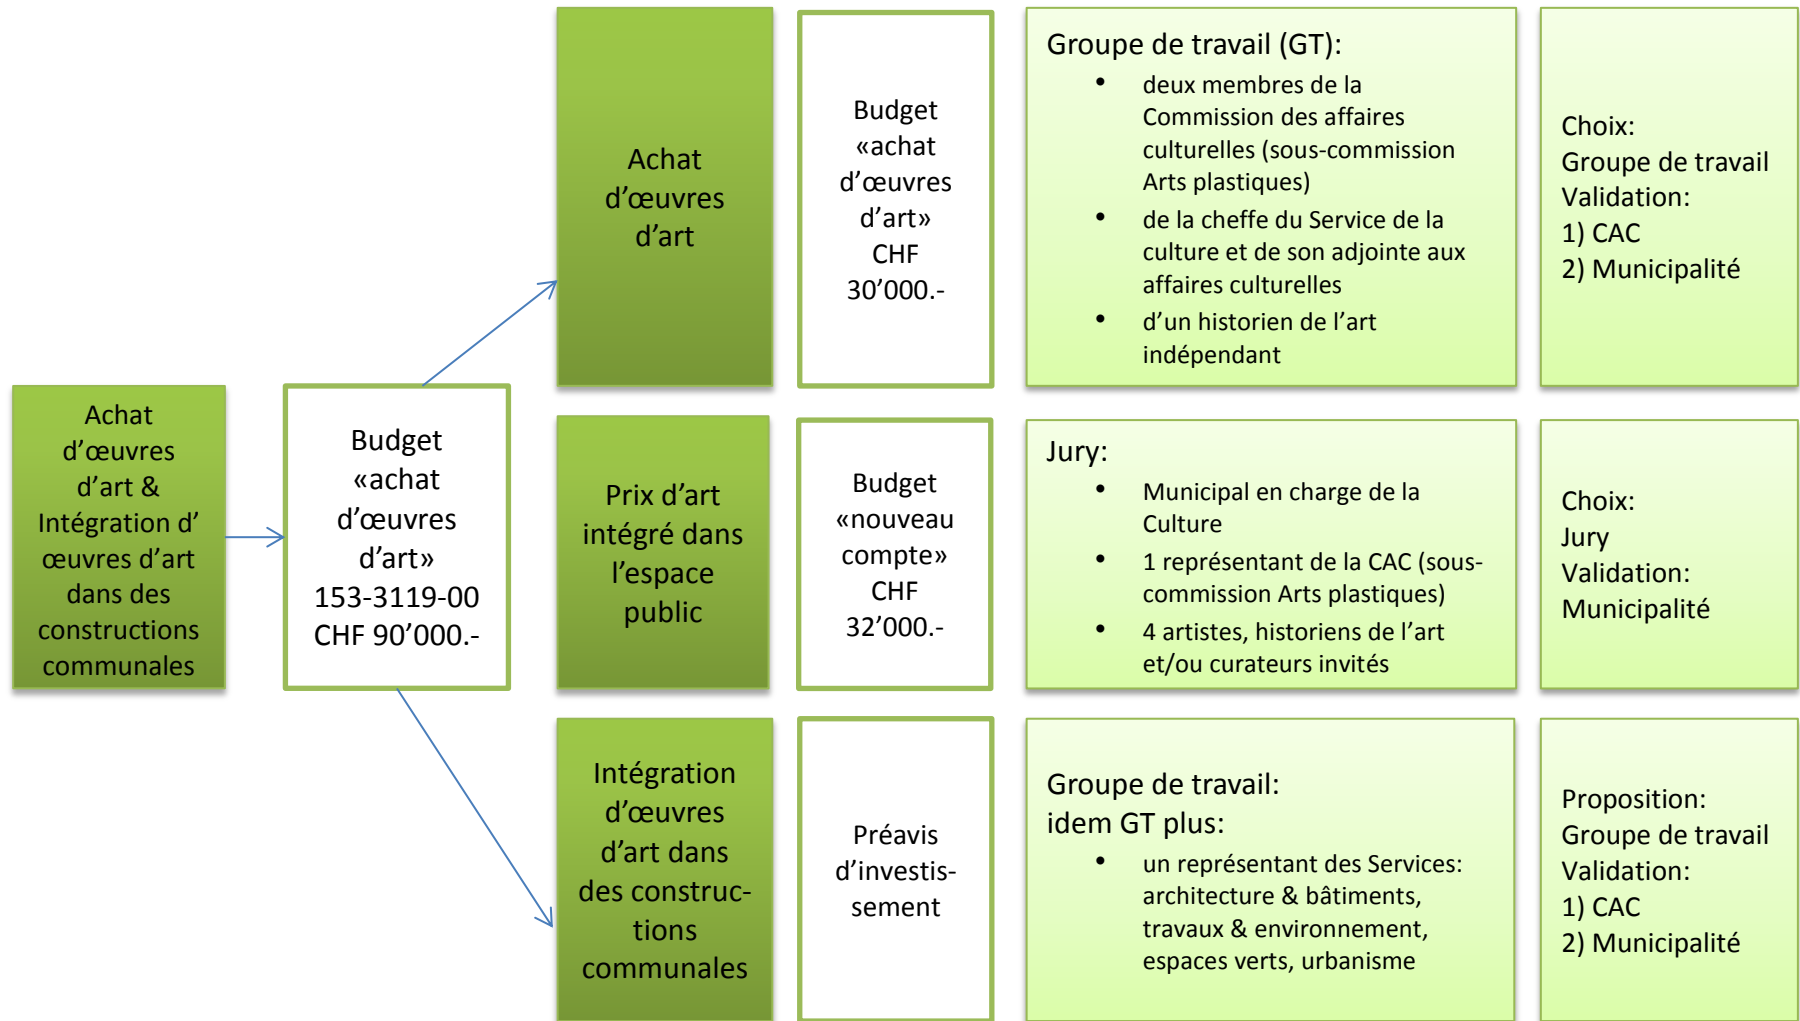 Achat
d’œuvres
d’art &
Intégration d’
œuvres d’art
dans des
constructions
communales
Budget
«achat
d’œuvres
d’art»
153-3119-00
CHF 90’000.-
Achat
d’œuvres
d’art
Budget
«achat
d’œuvres
d’art»
CHF
30’000.-
Groupe de travail (GT):
• deux membres de la
Commission des affaires
culturelles (sous-commission
Arts plastiques)
• de la cheffe du Service de la
culture et de son adjointe aux
affaires culturelles
• d’un historien de l’art
indépendant
Choix:
Groupe de travail
Validation:
1) CAC
2) Municipalité
Prix d’art
intégré dans
l’espace
public
Budget
«nouveau
compte»
CHF
32’000.-
Jury:
• Municipal en charge de la
Culture
• 1 représentant de la CAC (sous-
commission Arts plastiques)
• 4 artistes, historiens de l’art
et/ou curateurs invités
Choix:
Jury
Validation:
Municipalité
Intégration
d’œuvres
d’art dans
des construc-
tions
communales
Préavis
d’investis-
sement
Groupe de travail:
idem GT plus:
• un représentant des Services:
architecture & bâtiments,
travaux & environnement,
espaces verts, urbanisme
Proposition:
Groupe de travail
Validation:
1) CAC
2) Municipalité